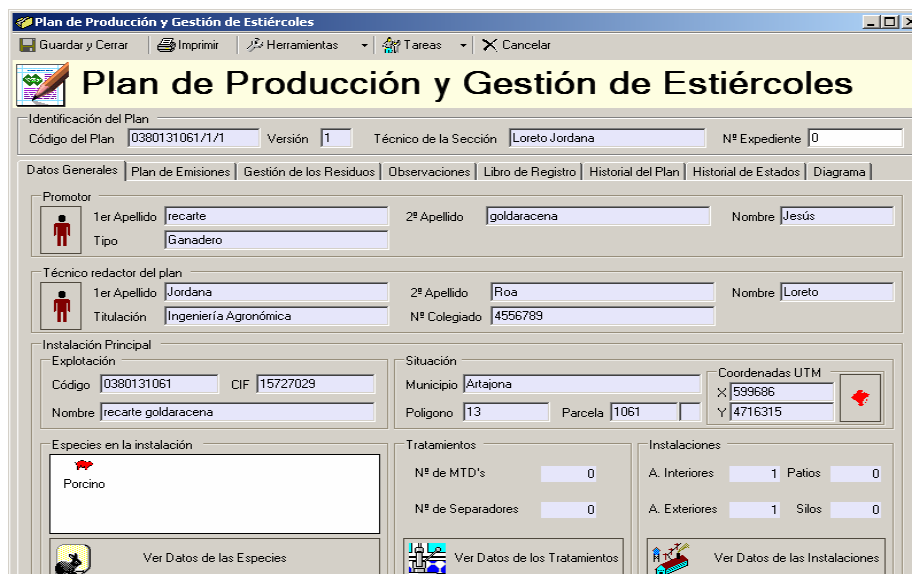 Plan de Producción y Gestión de Estiércoles
Guardar y Cerrar Imprimir Herramientas Tareas Cancelar
Plan de Producción y Gestión de Estiércoles
Identificación del Plan
Código del Plan 0380131061/1/1 Versión 1 Técnico de la Sección Loreto Jordana Nº Expediente 0
Datos Generales Plan de Emisiones Gestión de los Residuos Observaciones Libro de Registro Historial del Plan Historial de Estados Diagrama
Promotor
1er Apellido recarte 2º Apellido goldaracena Nombre Jesús
Tipo Ganadero
Técnico redactor del plan
1er Apellido Jordana 2º Apellido Roa Nombre Loreto
Titulación Ingeniería Agronómica Nº Colegiado 4556789
Instalación Principal
Explotación Situación
Coordenadas UTM
Código 0380131061 CIF 15727029 Municipio Artajona X 599686
Nombre recarte goldaracena Poligono 13 Parcela 1061 Y 4716315
Especies en la instalación Tratamientos Instalaciones
Porcino Nº de MTD's 0 A. Interiores 1 Patios 0
Nº de Separadores 0 A. Exteriores 1 Silos 0
Ver Datos de las Especies Ver Datos de los Tratamientos Ver Datos de las Instalaciones